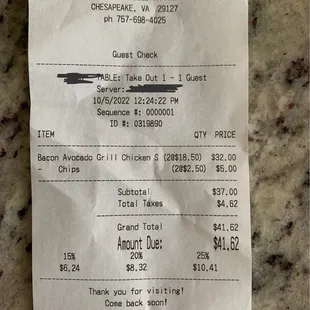 CHESAPEAKE, VA 29127
ph 757-698-4025
Guest Check
TABLE: Take Out 1 - 1 Guest
Server:
10/5/2022 12:24:22 PM
Sequence #: 0000001
ID #: 0319890
ITEM QTY PRICE
Bacon Avocado Grill Chicken S (2@$18.50) $32.00
- Chips (2@$2.50) $5.00
Subtotal $37.00
Total Taxes $4.62
Grand Total $41.62
Amount Due: $41.62
15% 20% 25%
$6.24 $8.32 $10.41
Thank you for visiting!
Come back soon!